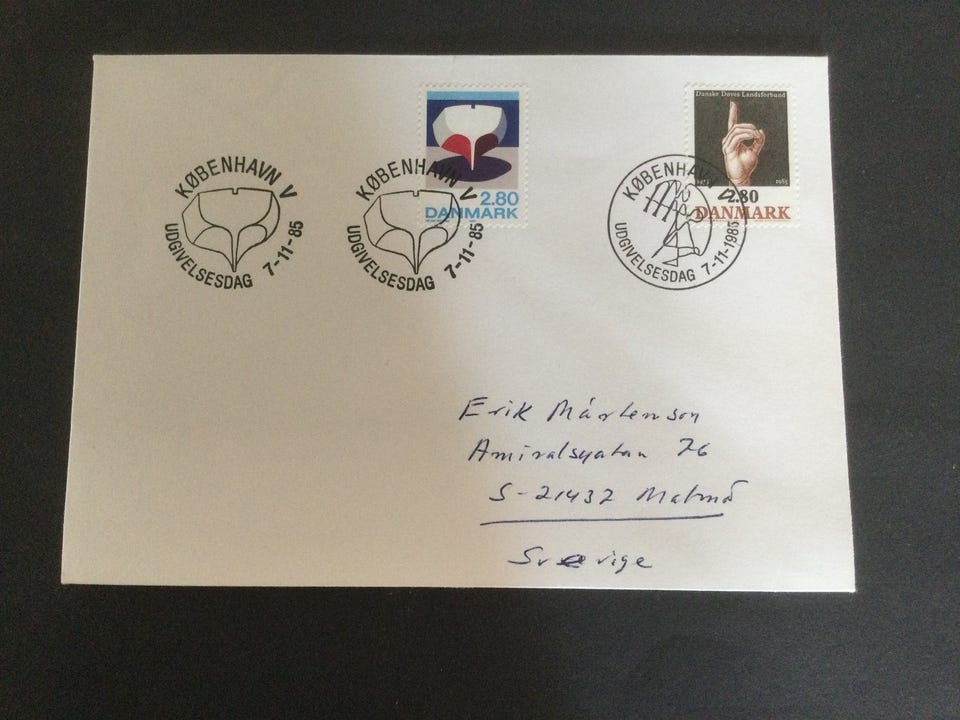 KØBENHAVN V
UDGIVELSESDAG 7-11-85
KØBENHAVN V
UDGIVELSESDAG 7-11-85
2.80
DANMARK
Danske Døves Landsforbund
1985
2.80
DANMARK
KØBENHAVN V
UDGIVELSESDAG 7-11-1985
Erik Mårtenson
Amiralsgatan 76
S-21437 Malmö
Sverige